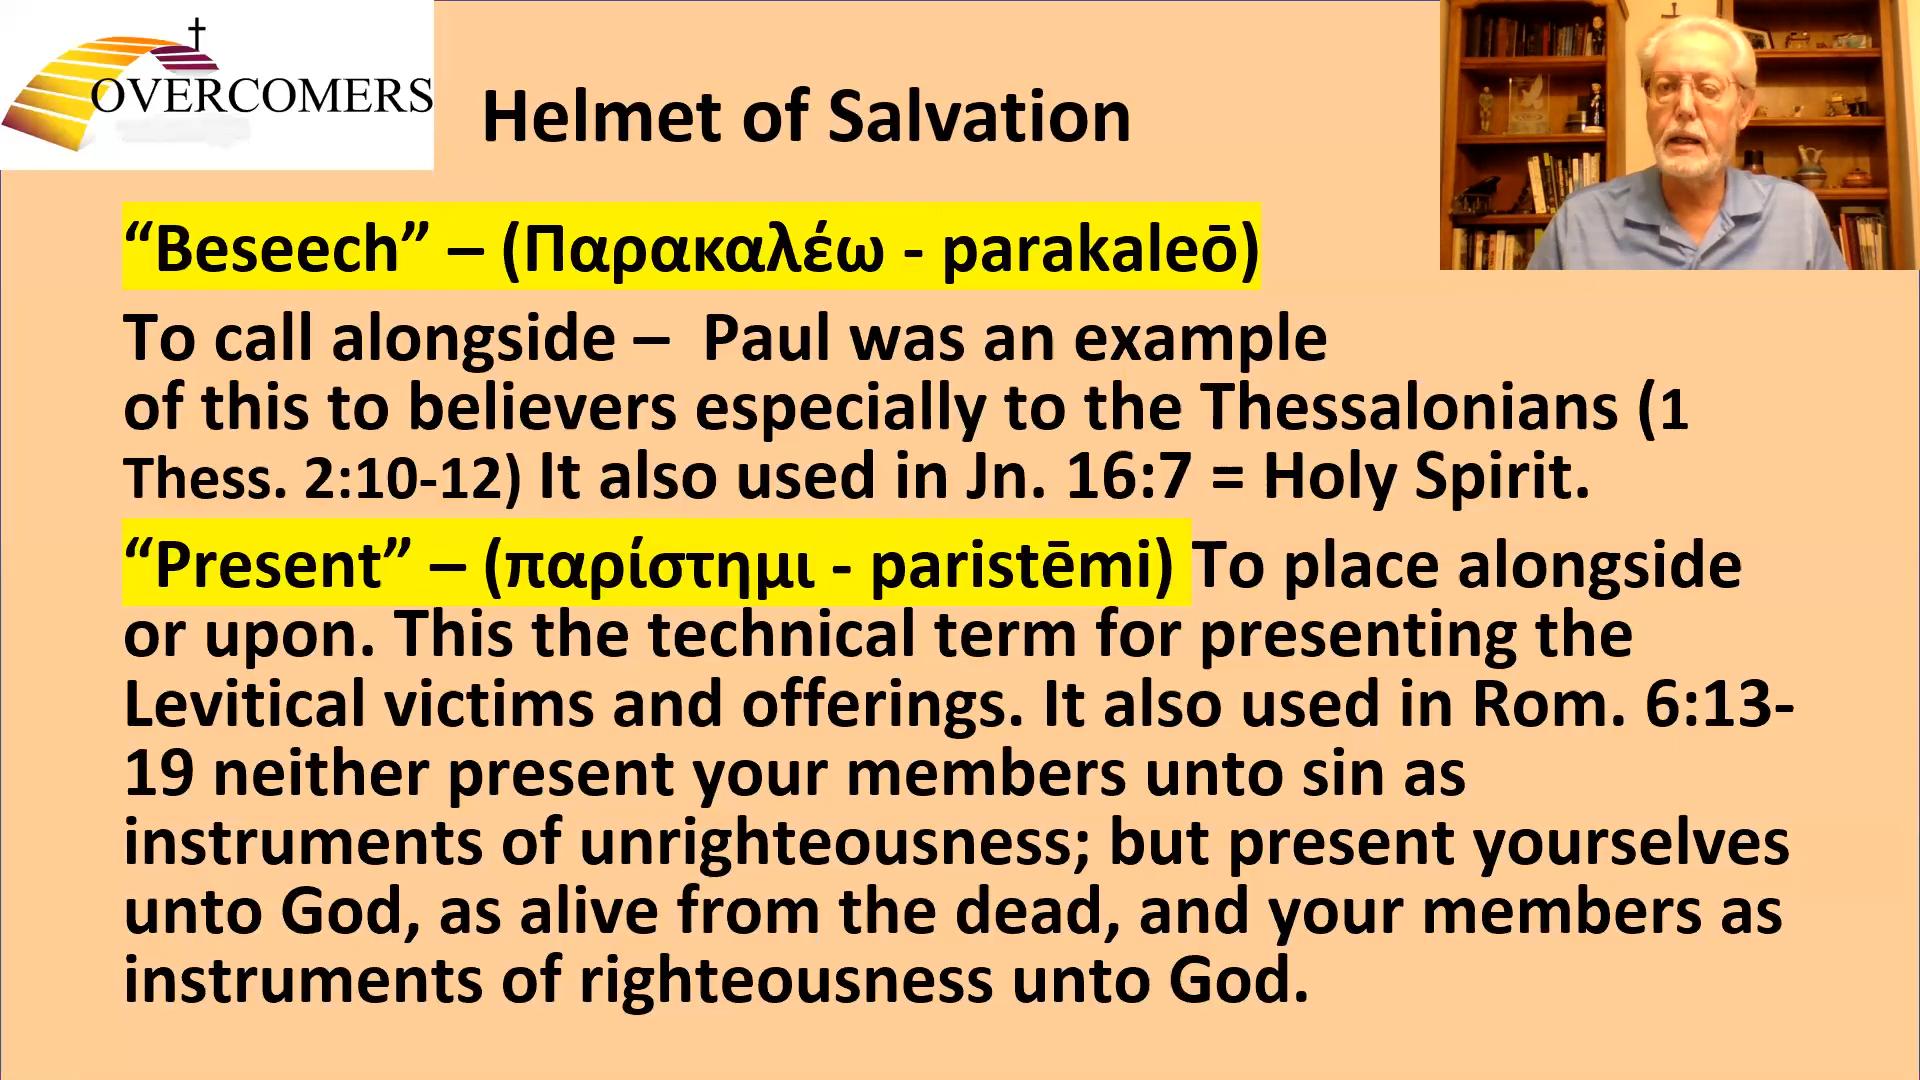 OVERCOMERS
Helmet of Salvation
“Beseech” – (Παρακαλέω - parakaleō)
To call alongside – Paul was an example
of this to believers especially to the Thessalonians (1
Thess. 2:10-12) It also used in Jn. 16:7 = Holy Spirit.
“Present” – (παρίστημι - paristēmi) To place alongside
or upon. This the technical term for presenting the
Levitical victims and offerings. It also used in Rom. 6:13-
19 neither present your members unto sin as
instruments of unrighteousness; but present yourselves
unto God, as alive from the dead, and your members as
instruments of righteousness unto God.